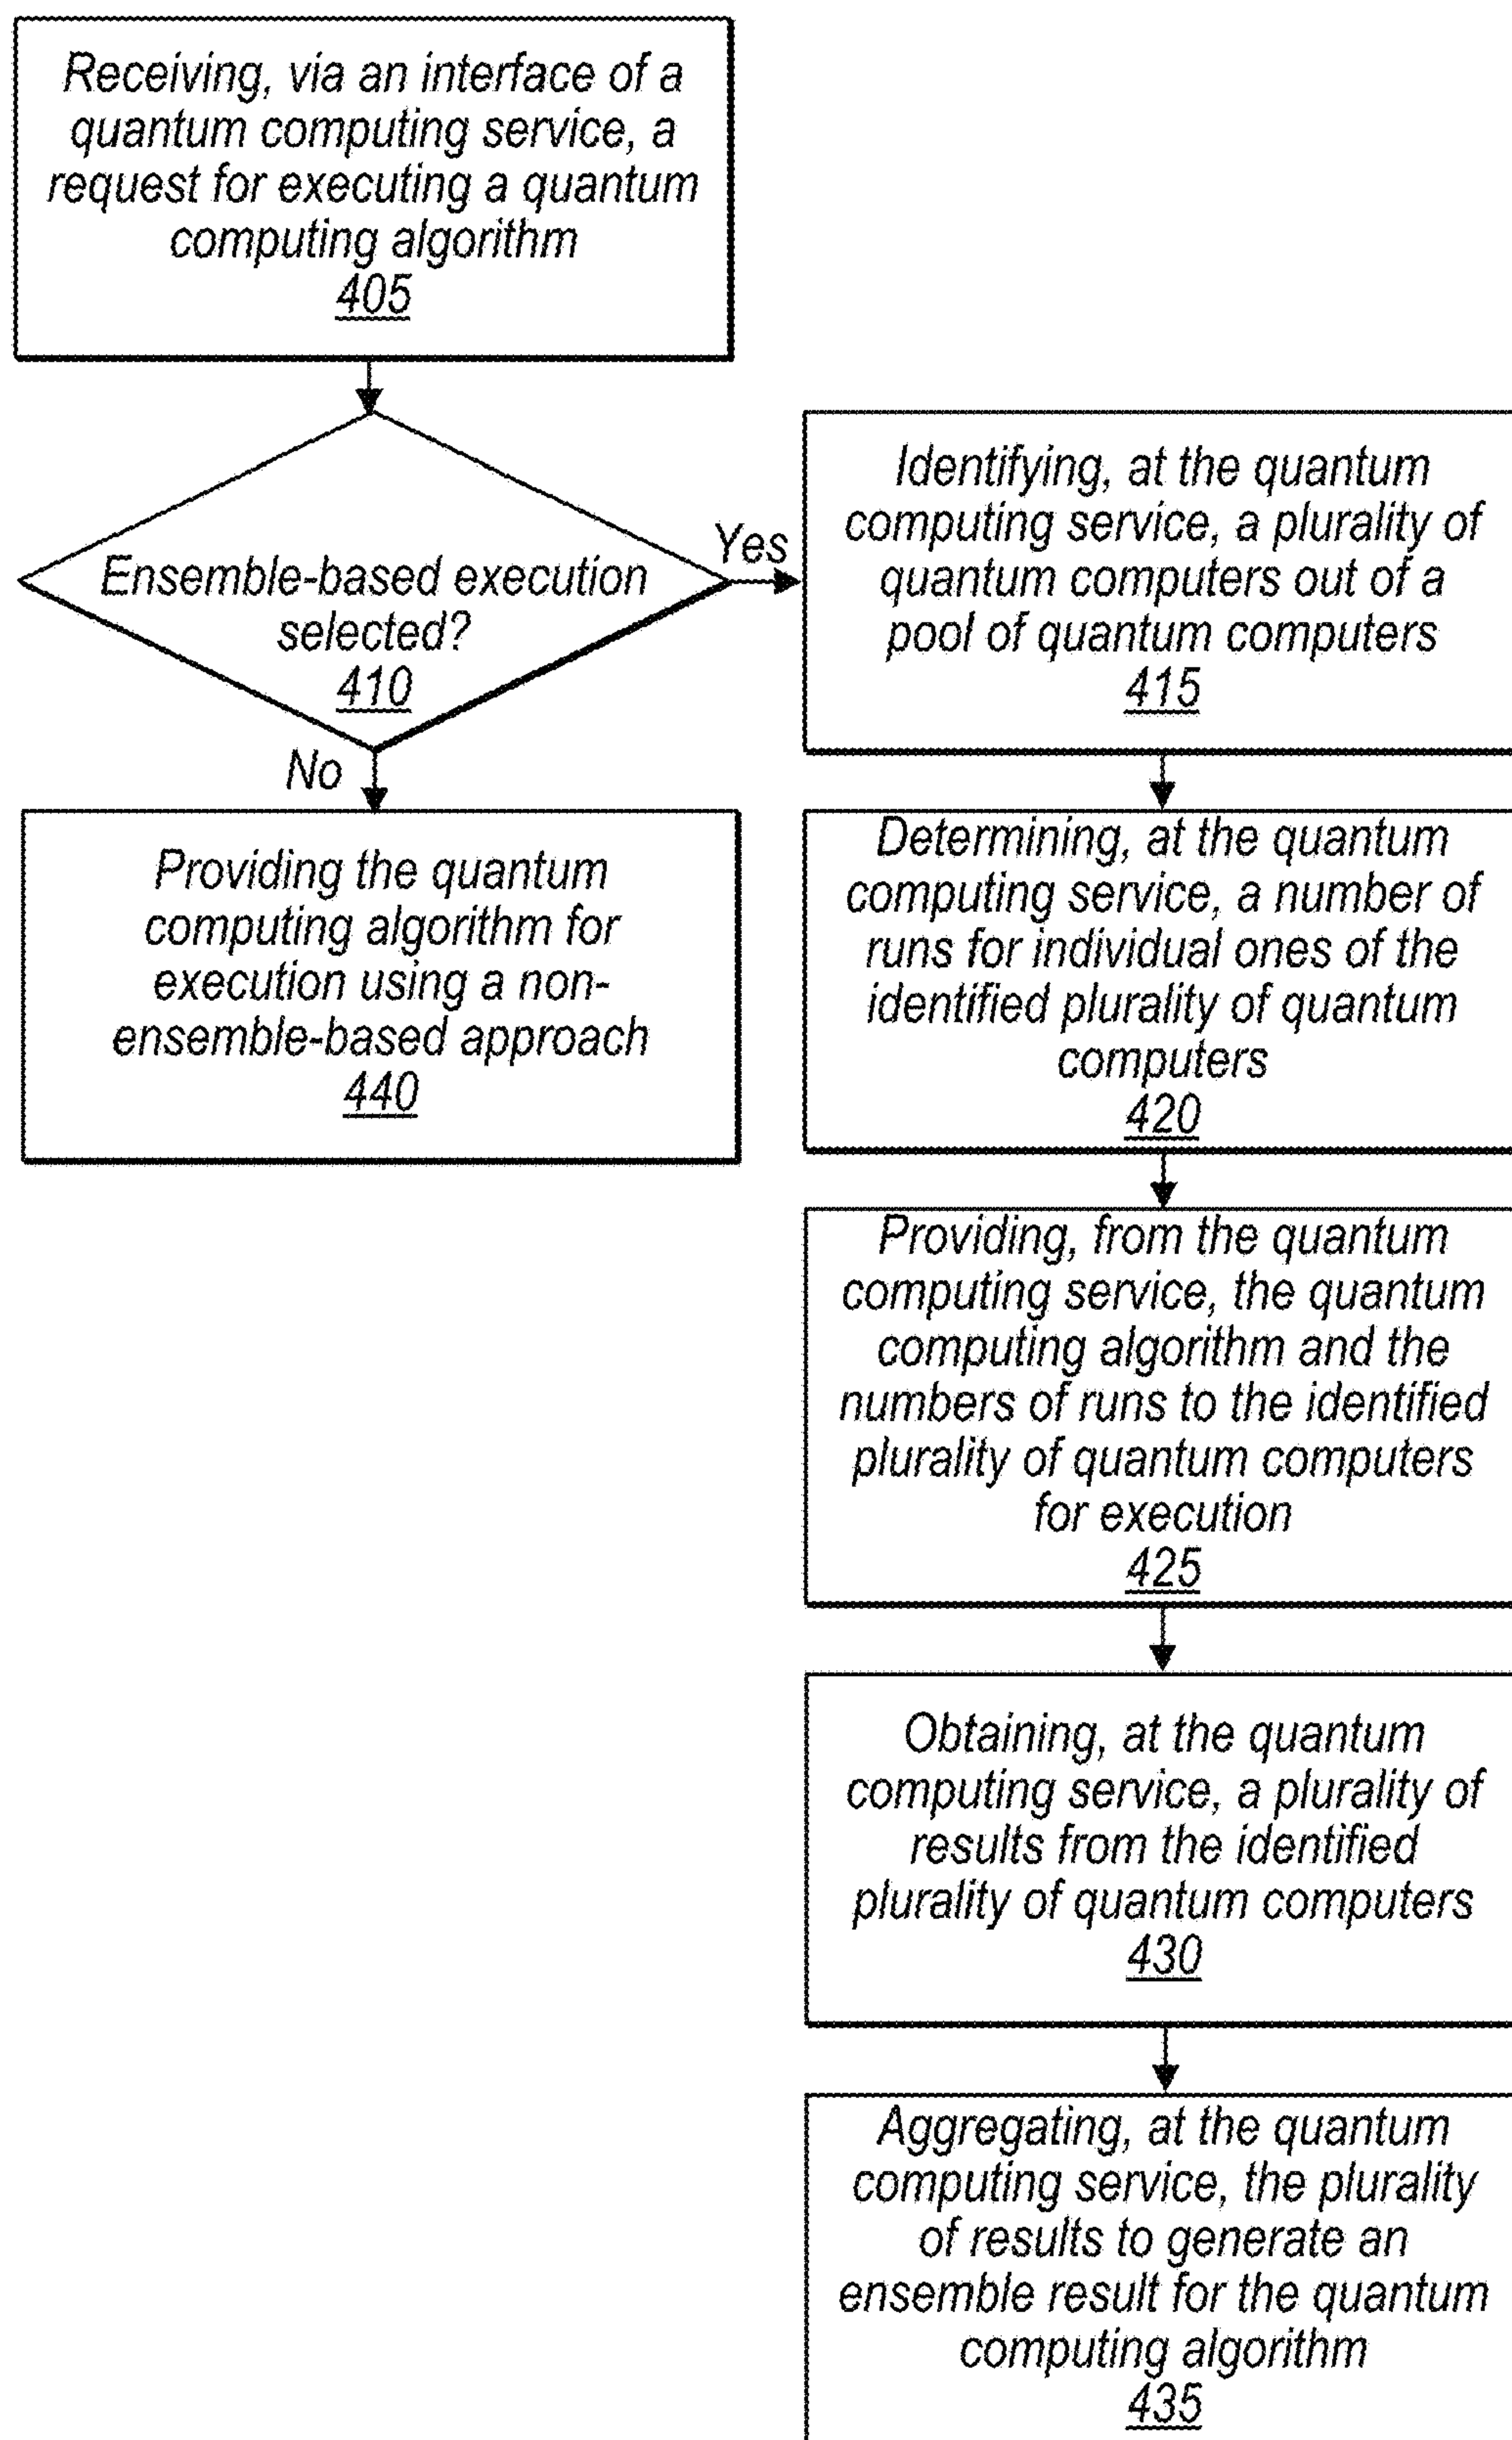 Receiving, via an interface of a
quantum computing service, a
request for executing a quantum
computing algorithm
405
Ensemble-based execution
selected?
410
Yes
No
Providing the quantum
computing algorithm for
execution using a non-
ensemble-based approach
440
Identifying, at the quantum
computing service, a plurality of
quantum computers out of a
pool of quantum computers
415
Determining, at the quantum
computing service, a number of
runs for individual ones of the
identified plurality of quantum
computers
420
Providing, from the quantum
computing service, the quantum
computing algorithm and the
numbers of runs to the identified
plurality of quantum computers
for execution
425
Obtaining, at the quantum
computing service, a plurality of
results from the identified
plurality of quantum computers
430
Aggregating, at the quantum
computing service, the plurality
of results to generate an
ensemble result for the quantum
computing algorithm
435